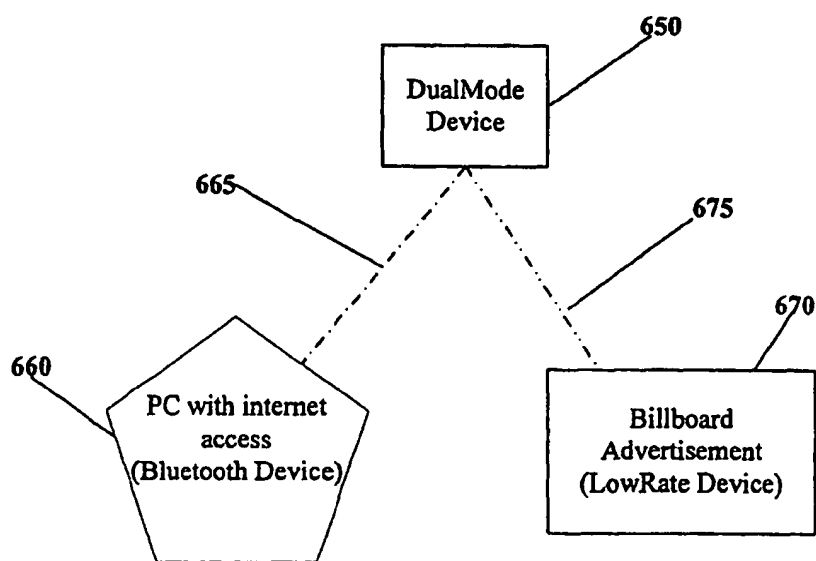 650
DualMode
Device
665
675
670
660
PC with internet
access
(Bluetooth Device)
Billboard
Advertisement
(LowRate Device)